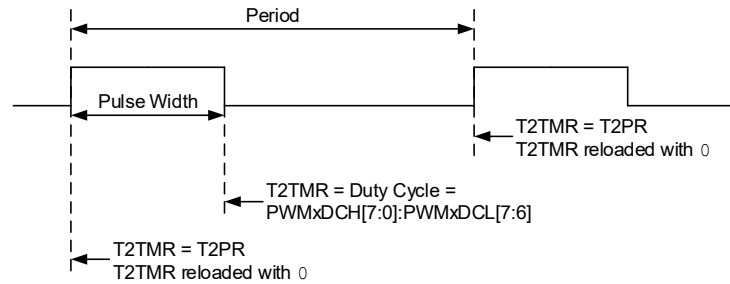 Period
Pulse Width
T2TMR = T2PR
T2TMR reloaded with 0
T2TMR = Duty Cycle =
PWMxDCH[7:0]:PWMxDCL[7:6]
T2TMR = T2PR
T2TMR reloaded with 0